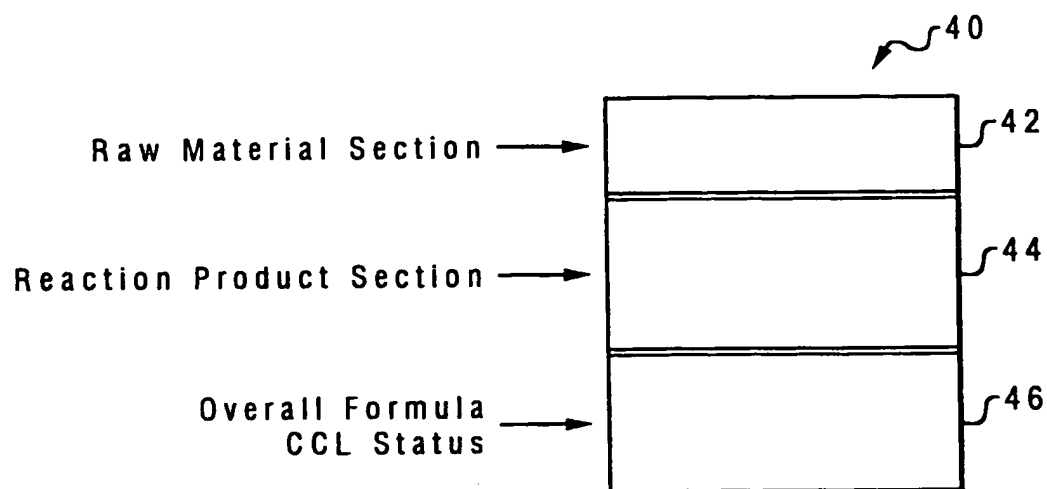 40
Raw Material Section
42
Reaction Product Section
44
Overall Formula
CCL Status
46